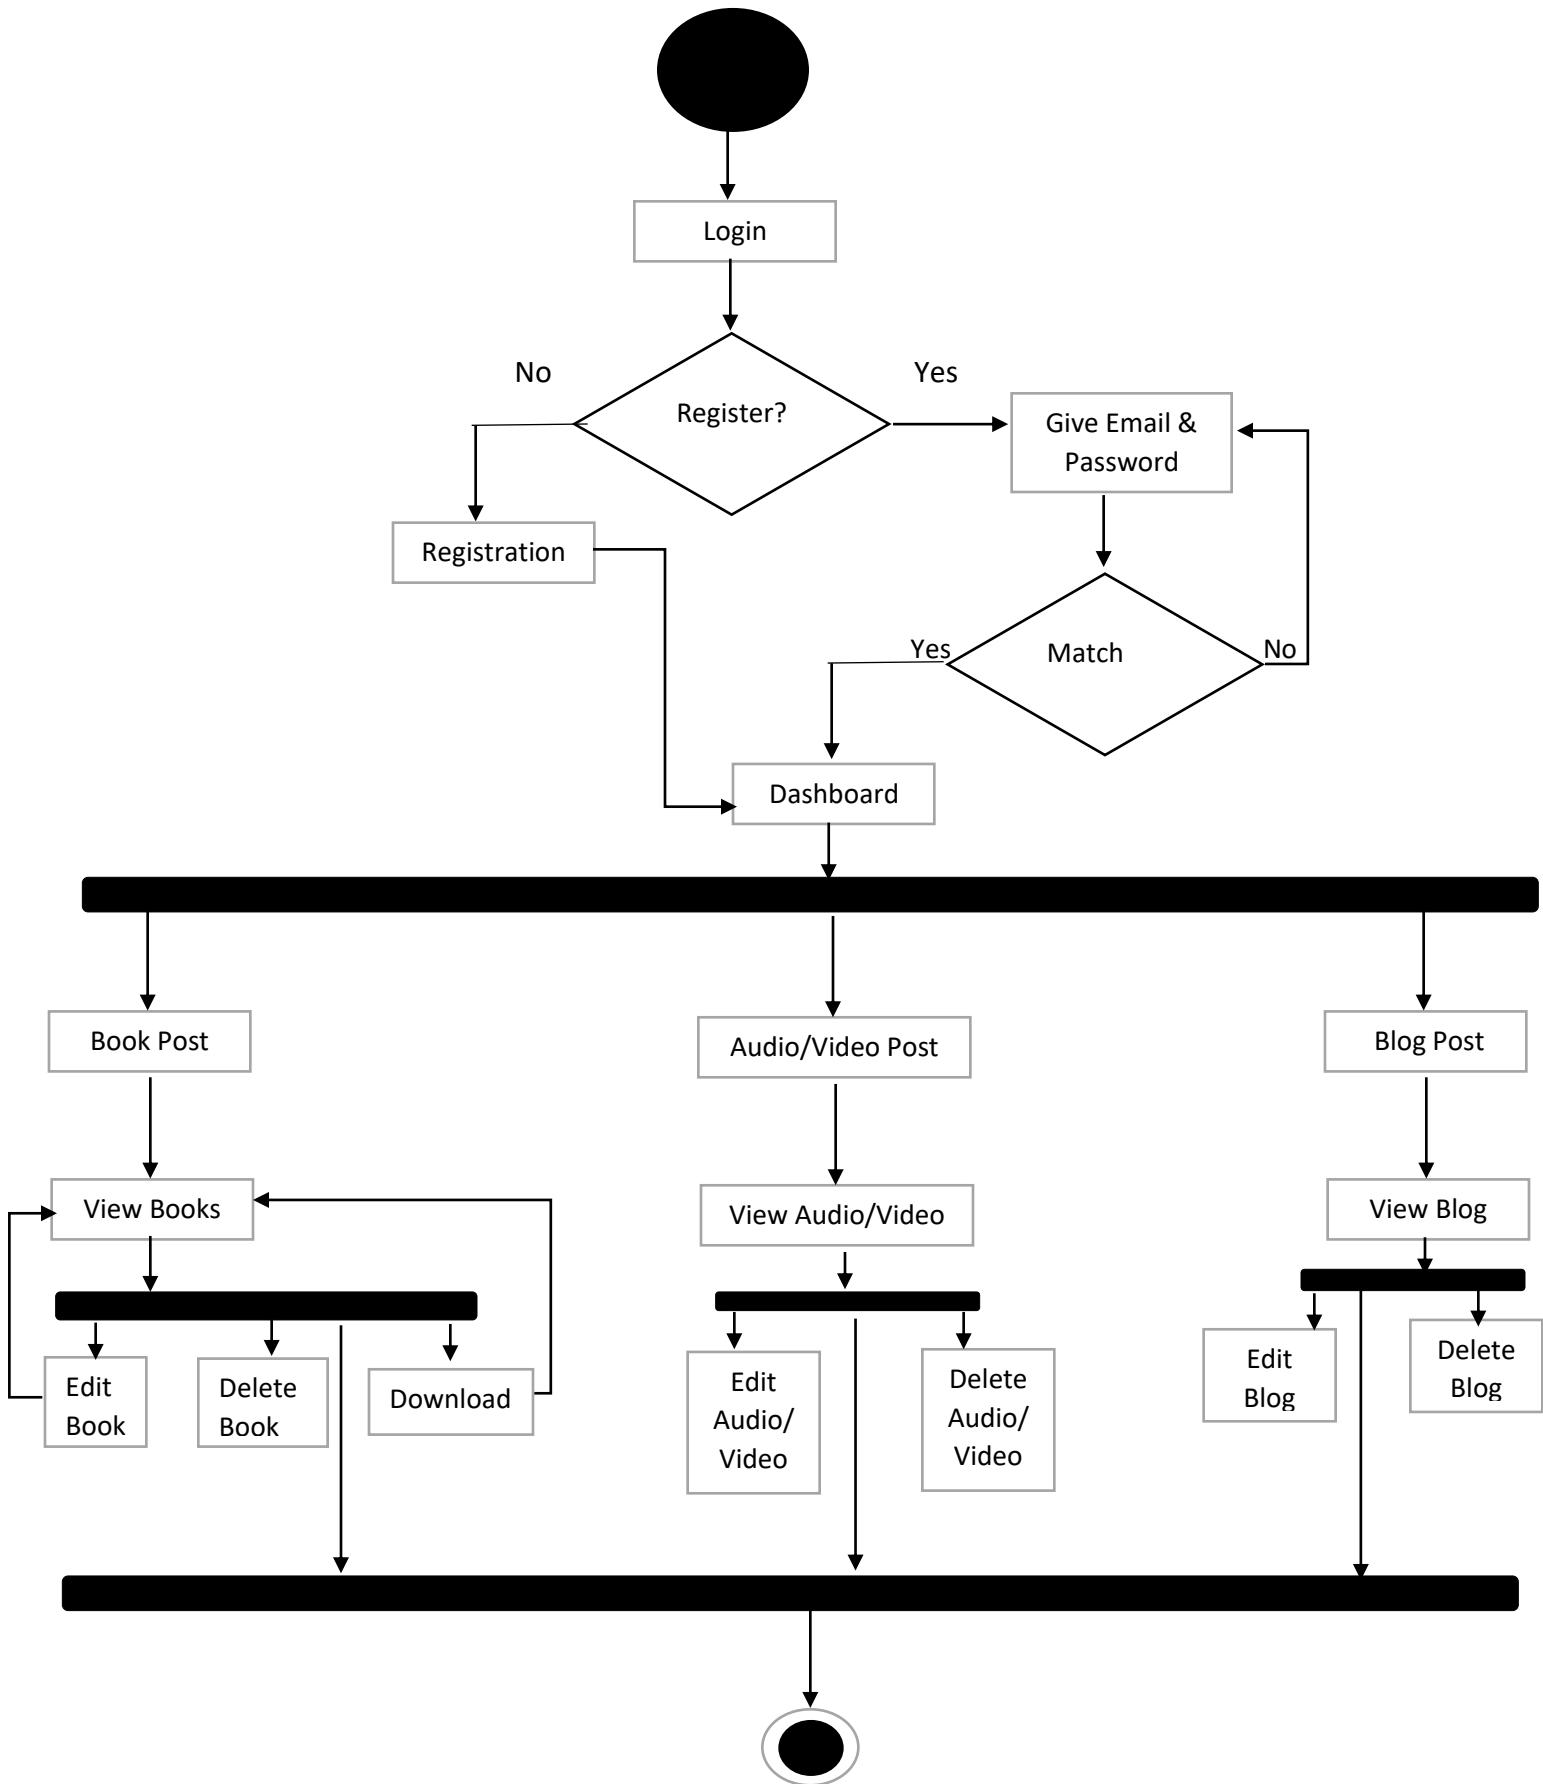 Login
No
Yes
Register?
Give Email &
Password
Registration
Yes
Match
No
Dashboard
Book Post
Audio/Video Post
Blog Post
View Books
View Audio/Video
View Blog
Edit
Book
Delete
Book
Download
Edit
Audio/
Video
Delete
Audio/
Video
Edit
Blog
Delete
Blog